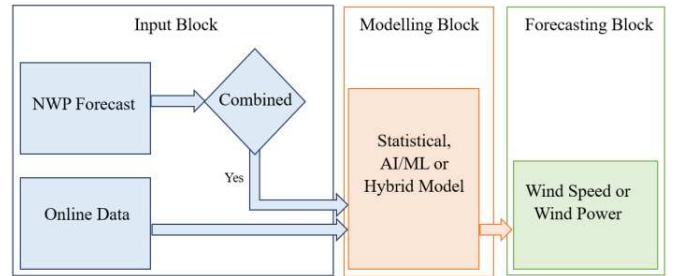 Input Block
Modelling Block
Forecasting Block
NWP Forecast
Combined
Yes
Online Data
Statistical,
AI/ML or
Hybrid Model
Wind Speed or
Wind Power